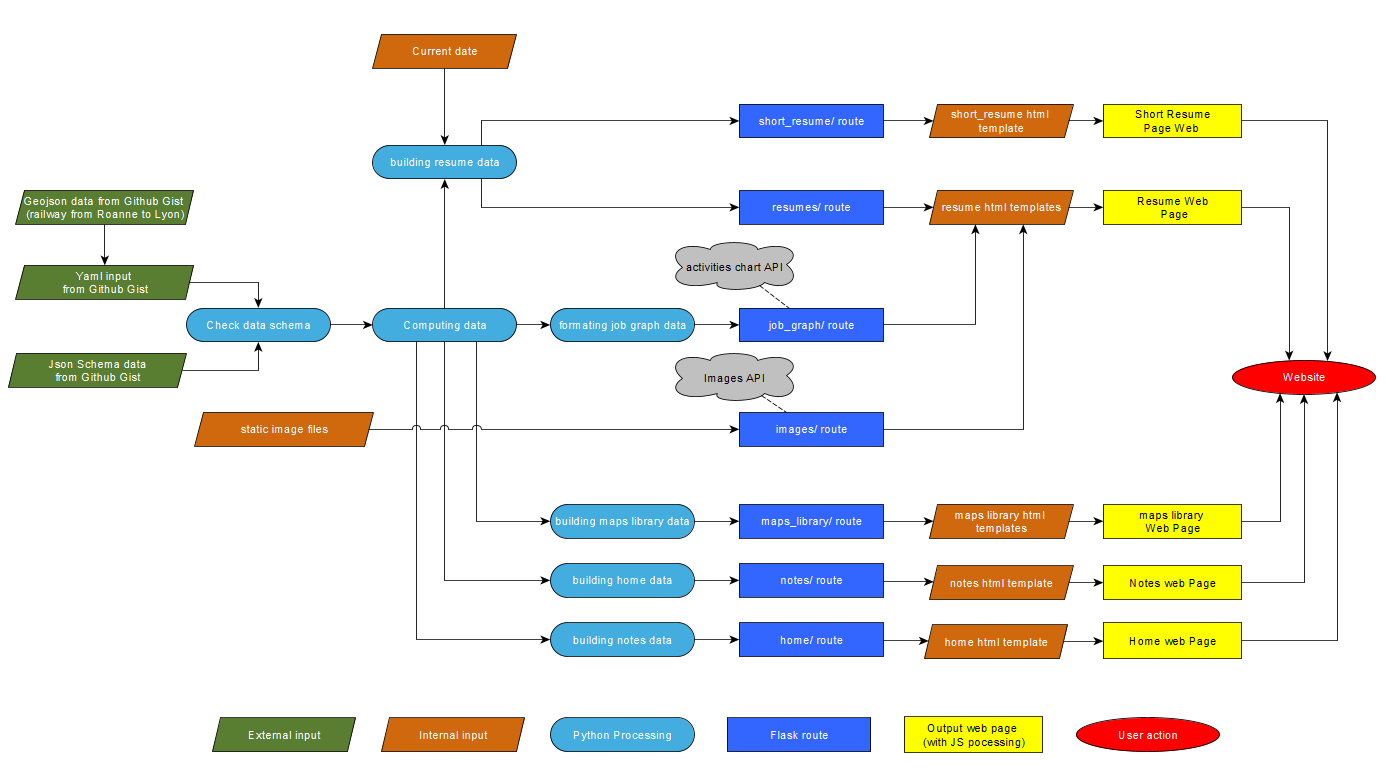 Current date
short_resume/ route
short_resume html
template
Short Resume
Page Web
building resume data
Geojson data from Github Gist
(railway from Roanne to Lyon)
resumes/ route
resume html templates
Resume Web
Page
activities chart API
Yaml input
from Github Gist
Check data schema
Computing data
formating job graph data
job_graph/ route
Json Schema data
from Github Gist
Images API
Website
static image files
images/ route
building maps library data
maps_library/ route
maps library html
templates
maps library
Web Page
building home data
notes/ route
notes html template
Notes web Page
building notes data
home/ route
home html template
Home web Page
External input
Internal input
Python Processing
Flask route
Output web page
(with JS pocessing)
User action